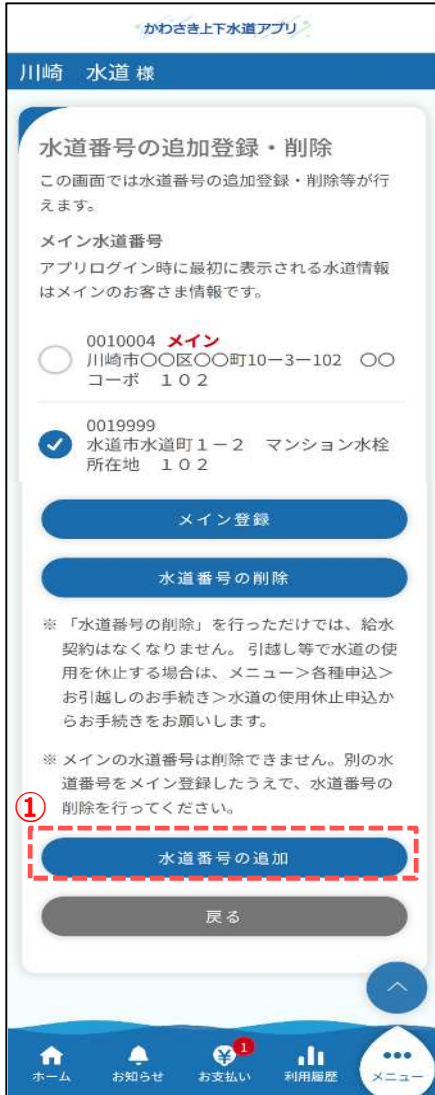 かわさき上下水道アプリ
川崎　水道 様
水道番号の追加登録・削除
この画面では水道番号の追加登録・削除等が行
えます。
メイン水道番号
アプリログイン時に最初に表示される水道情報
はメインのお客さま情報です。
0010004 メイン
川崎市〇〇区〇〇町10ー3ー102　〇〇
コーポ　１０２
0019999
水道市水道町１－２　マンション水栓
所在地　１０２
メイン登録
水道番号の削除
※ 「水道番号の削除」を行っただけでは、給水
契約はなくなりません。引越し等で水道の使
用を休止する場合は、メニュー＞各種申込＞
お引越しのお手続き＞水道の使用休止申込か
らお手続きをお願いします。
※ メインの水道番号は削除できません。別の水
道番号をメイン登録したうえで、水道番号の
削除を行ってください。
①
水道番号の追加
戻る
1
ホーム　お知らせ　お支払い　利用履歴　メニュー